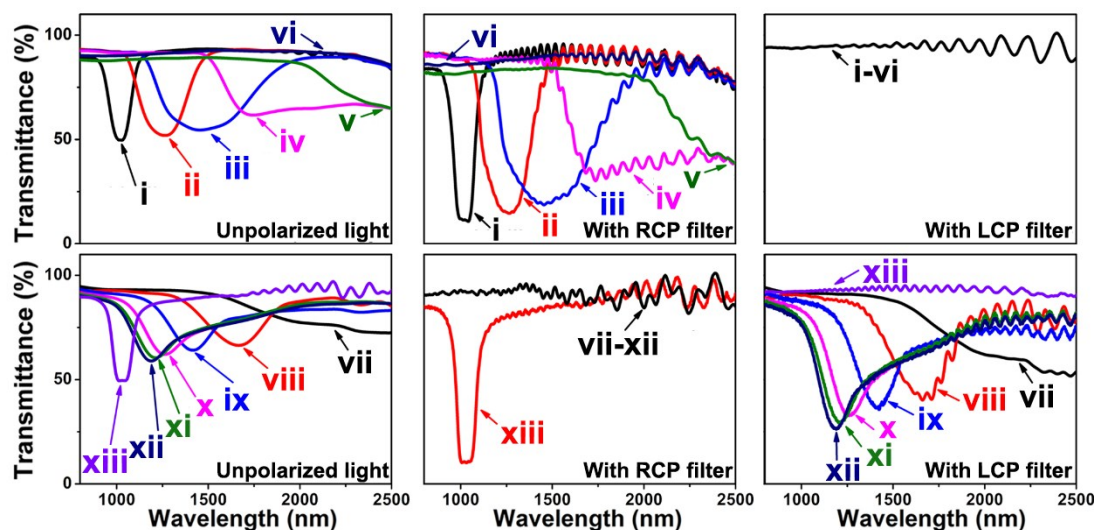 Transmittance (%)
100
50
0
i
ii
iii
iv
v
vi
Unpolarized light
vi
i
ii
iii
iv
v
With RCP filter
i-vi
With LCP filter
Transmittance (%)
100
50
0
xiii
xii
xi
x
ix
viii
vii
Unpolarized light
1000 1500 2000 2500
Wavelength (nm)
vii-xii
xiii
With RCP filter
1000 1500 2000 2500
Wavelength (nm)
xiii
vii
viii
ix
x
xi
xii
With LCP filter
1000 1500 2000 2500
Wavelength (nm)